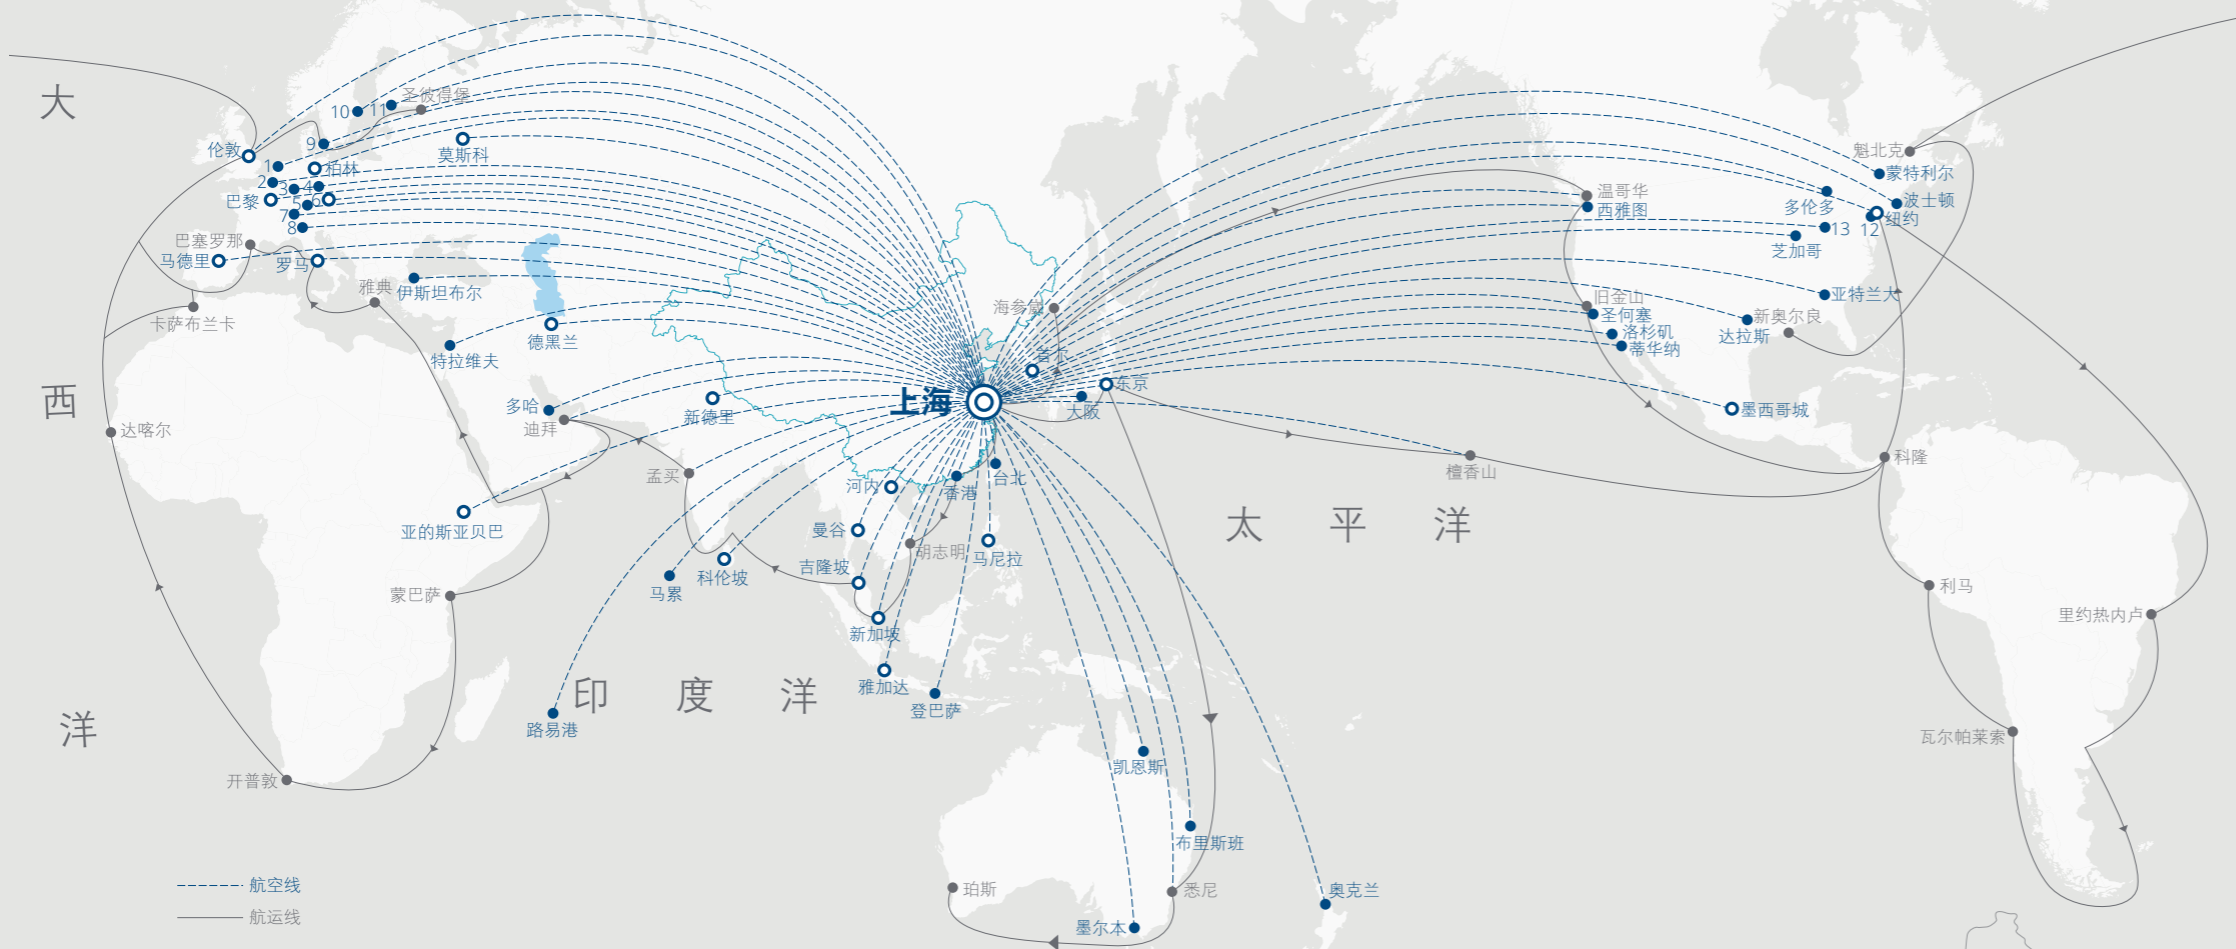 大
西
洋
太 平 洋
印 度 洋
圣彼得堡
10
11
莫斯科
伦敦
9
1
柏林
2
3
4
巴黎
5
6
7
8
巴塞罗那
马德里
罗马
雅典
伊斯坦布尔
卡萨布兰卡
特拉维夫
德黑兰
达喀尔
多哈
迪拜
新德里
孟买
亚的斯亚贝巴
蒙巴萨
开普敦
马累
科伦坡
路易港
上海
海参崴
首尔
东京
大阪
台北
香港
河内
曼谷
胡志明
马尼拉
吉隆坡
新加坡
雅加达
登巴萨
凯恩斯
布里斯班
珀斯
悉尼
墨尔本
奥克兰
檀香山
温哥华
西雅图
旧金山
圣何塞
洛杉矶
蒂华纳
墨西哥城
魁北克
蒙特利尔
多伦多
波士顿
纽约
12
13
芝加哥
亚特兰大
新奥尔良
达拉斯
科隆
利马
里约热内卢
瓦尔帕莱索
航空线
航运线